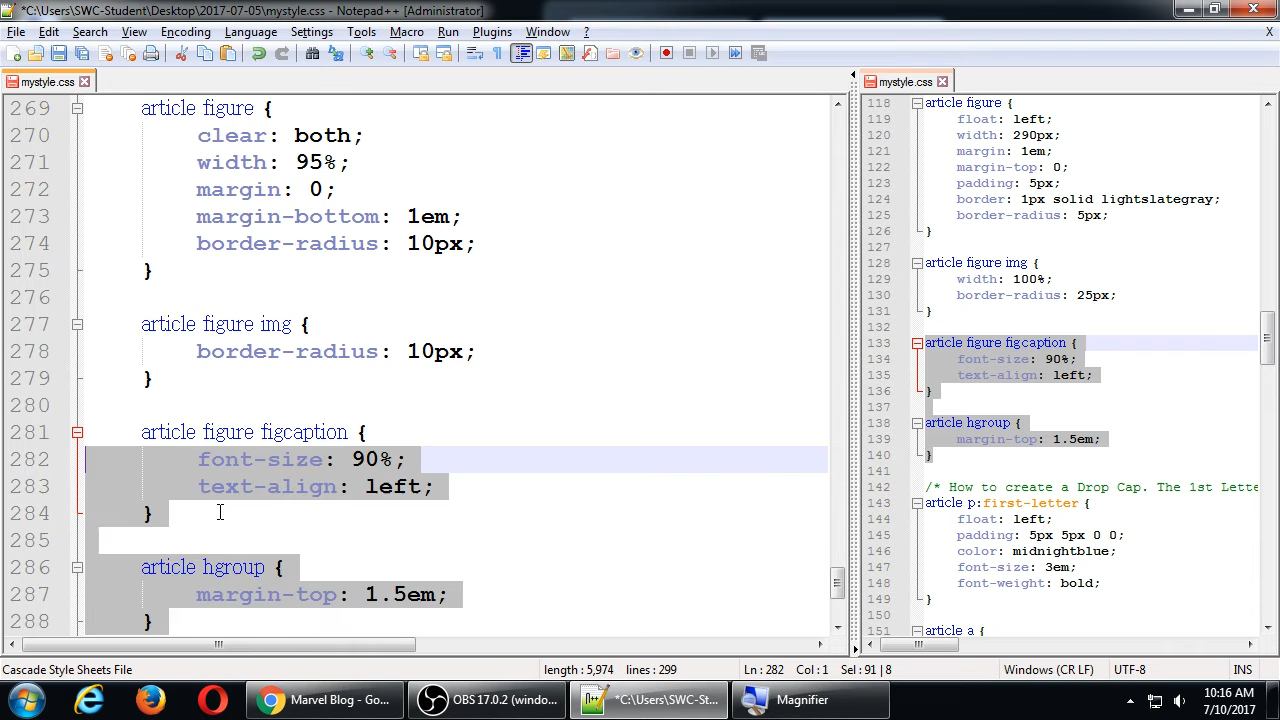 *C:\Users\SWC-Student\Desktop\2017-07-05\mystyle.css - Notepad++ [Administrator]
File Edit Search View Encoding Language Settings Tools Macro Run Plugins Window ? X
mystyle.css
269 article figure {
270 clear: both;
271 width: 95%;
272 margin: 0;
273 margin-bottom: 1em;
274 border-radius: 10px;
275 }
276
277 article figure img {
278 border-radius: 10px;
279 }
280
281 article figure figcaption {
282 font-size: 90%;
283 text-align: left;
284 }
285
286 article hgroup {
287 margin-top: 1.5em;
288 }
mystyle.css
118 article figure {
119 float: left;
120 width: 290px;
121 margin: 1em;
122 margin-top: 0;
123 padding: 5px;
124 border: 1px solid lightslategray;
125 border-radius: 5px;
126 }
127
128 article figure img {
129 width: 100%;
130 border-radius: 25px;
131 }
132
133 article figure figcaption {
134 font-size: 90%;
135 text-align: left;
136 }
137
138 article hgroup {
139 margin-top: 1.5em;
140 }
141
142 /* How to create a Drop Cap. The 1st Lette
143 article p:first-letter {
144 float: left;
145 padding: 5px 5px 0 0;
146 color: midnightblue;
147 font-size: 3em;
148 font-weight: bold;
149 }
150
151 article a {
Cascade Style Sheets File length : 5,974 lines : 299 Ln : 282 Col : 1 Sel : 91 | 8 Windows (CR LF) UTF-8 INS
Marvel Blog - Go... OBS 17.0.2 (windo... *C:\Users\SWC-St... Magnifier 10:16 AM
7/10/2017